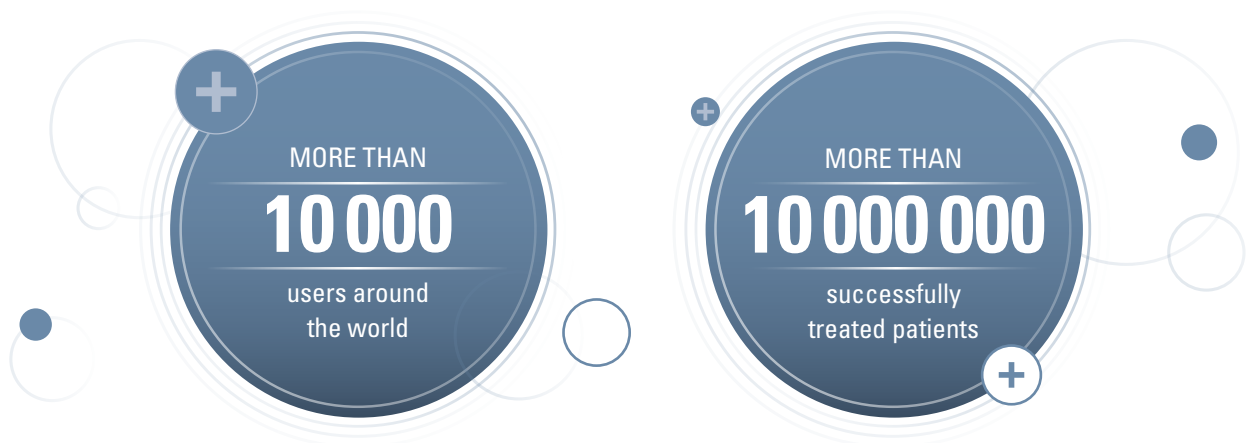 MORE THAN
10 000
users around
the world
MORE THAN
10 000 000
successfully
treated patients